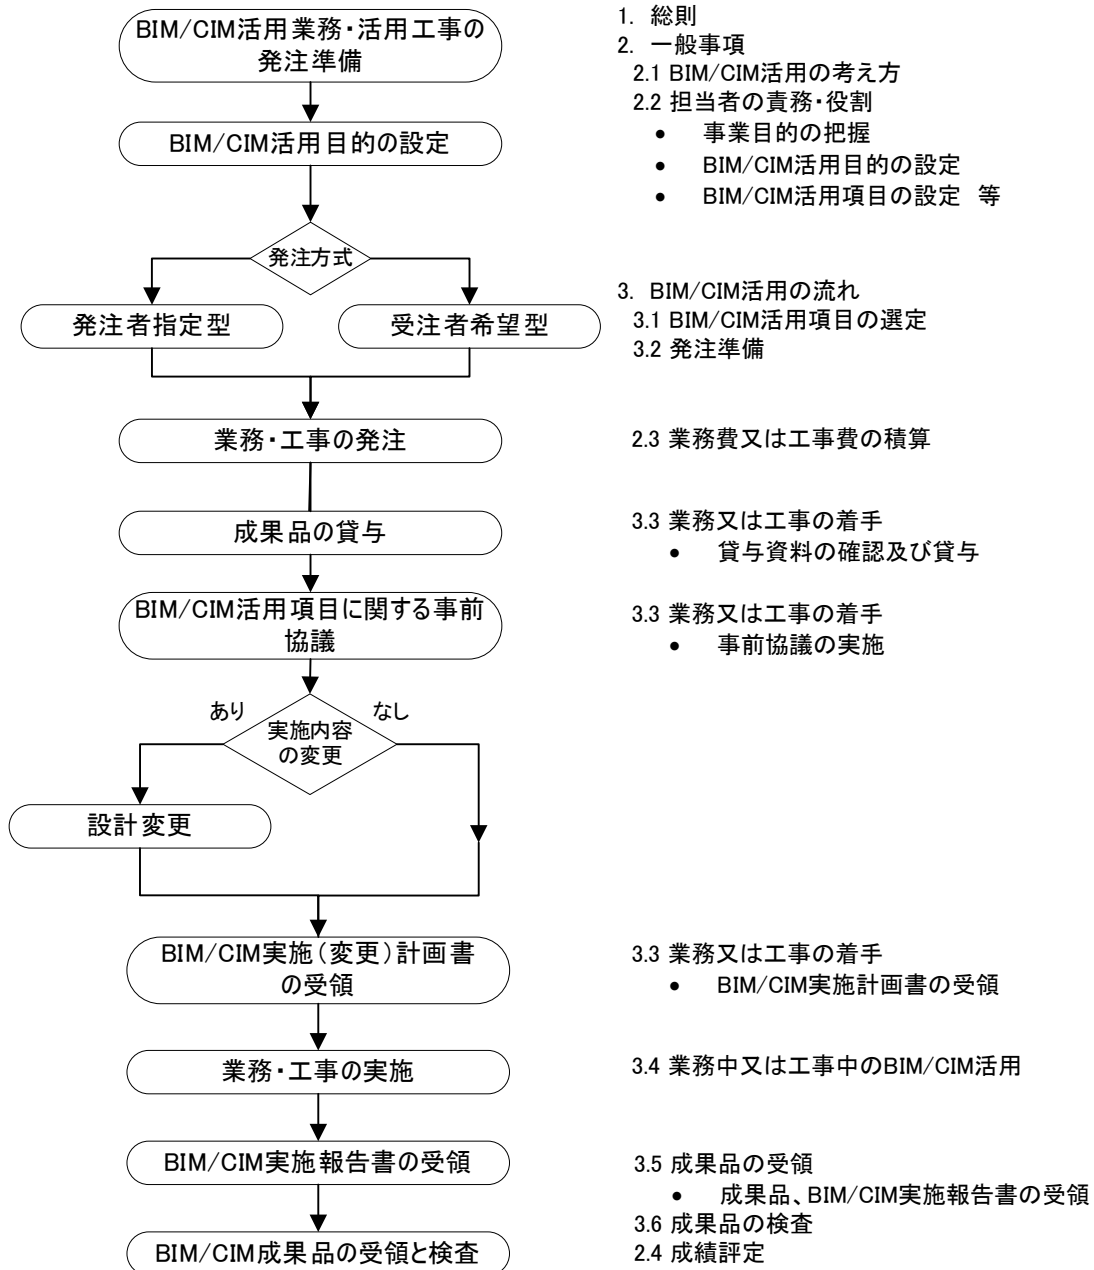 BIM/CIM活用業務・活用工事の
発注準備
1. 総則
2. 一般事項
2.1 BIM/CIM活用の考え方
2.2 担当者の責務・役割
• 事業目的の把握
• BIM/CIM活用目的の設定
• BIM/CIM活用項目の設定 等
BIM/CIM活用目的の設定
発注方式
発注者指定型
受注者希望型
3. BIM/CIM活用の流れ
3.1 BIM/CIM活用項目の選定
3.2 発注準備
業務・工事の発注
2.3 業務費又は工事費の積算
成果品の貸与
3.3 業務又は工事の着手
• 貸与資料の確認及び貸与
BIM/CIM活用項目に関する事前
協議
3.3 業務又は工事の着手
• 事前協議の実施
あり
なし
実施内容
の変更
設計変更
BIM/CIM実施(変更)計画書
の受領
3.3 業務又は工事の着手
• BIM/CIM実施計画書の受領
業務・工事の実施
3.4 業務中又は工事中のBIM/CIM活用
BIM/CIM実施報告書の受領
3.5 成果品の受領
• 成果品、BIM/CIM実施報告書の受領
3.6 成果品の検査
BIM/CIM成果品の受領と検査
2.4 成績評定